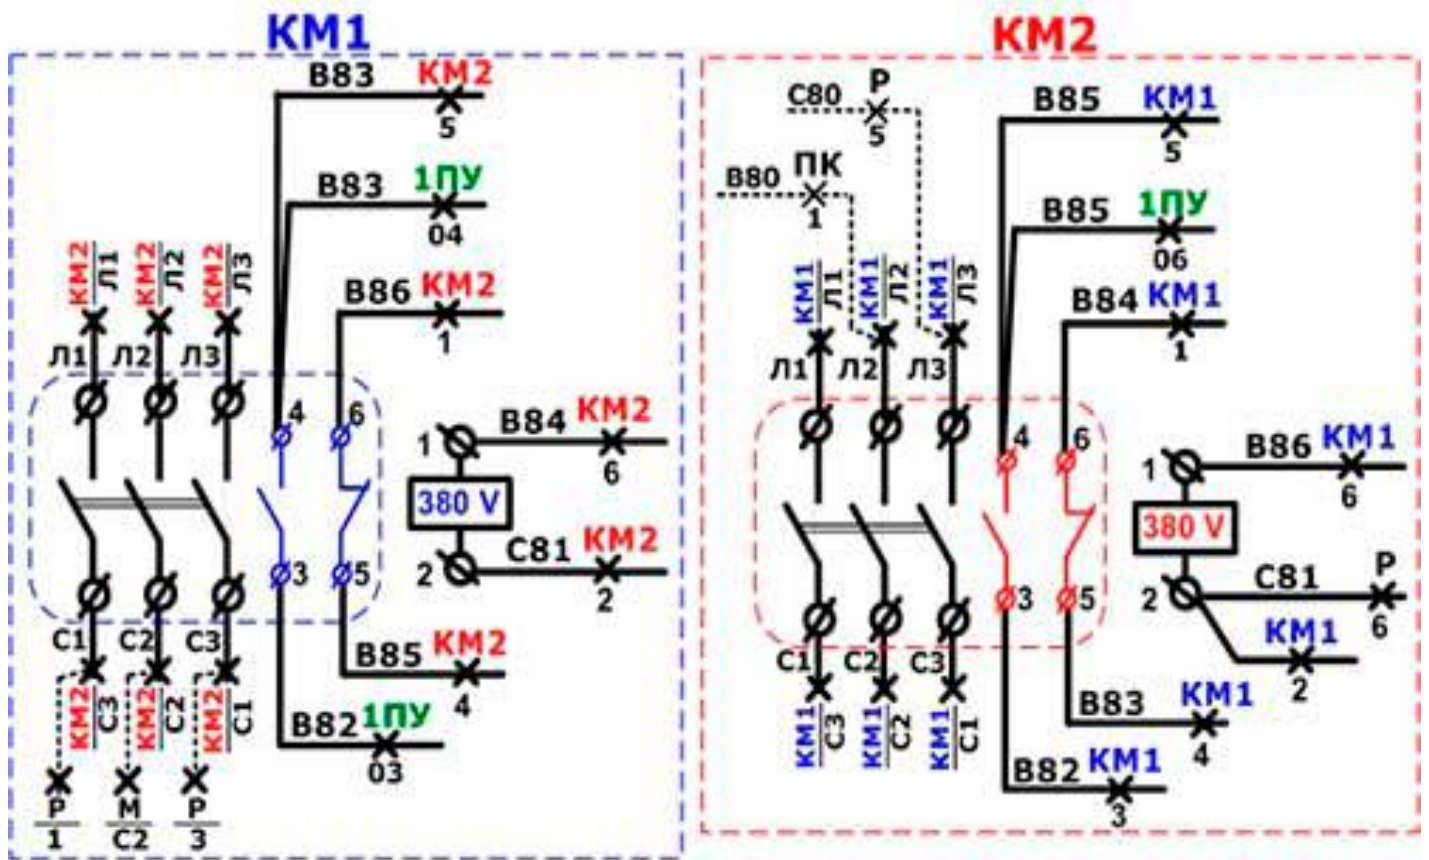 КМ1
В83 КМ2
5
В83 1ПУ
04
КМ2 Л1
КМ2 Л2
КМ2 Л3
В86 КМ2
1
Л1 Л2 Л3
4 6
1 В84 КМ2
6
380 V
3 5
2 С81 КМ2
2
С1 С2 С3
КМ2 С3
КМ2 С2
КМ2 С1
В85 КМ2
4
В82 1ПУ
03
Р М Р
1 С2 3
КМ2
С80 Р
5
В80 ПК
1
В85 КМ1
5
В85 1ПУ
06
КМ1 Л1
КМ1 Л2
КМ1 Л3
В84 КМ1
1
Л1 Л2 Л3
4 6
1 В86 КМ1
6
380 V
3 5
2 С81 Р
6
КМ1
2
С1 С2 С3
КМ1 С3
КМ1 С2
КМ1 С1
В83 КМ1
4
В82 КМ1
3